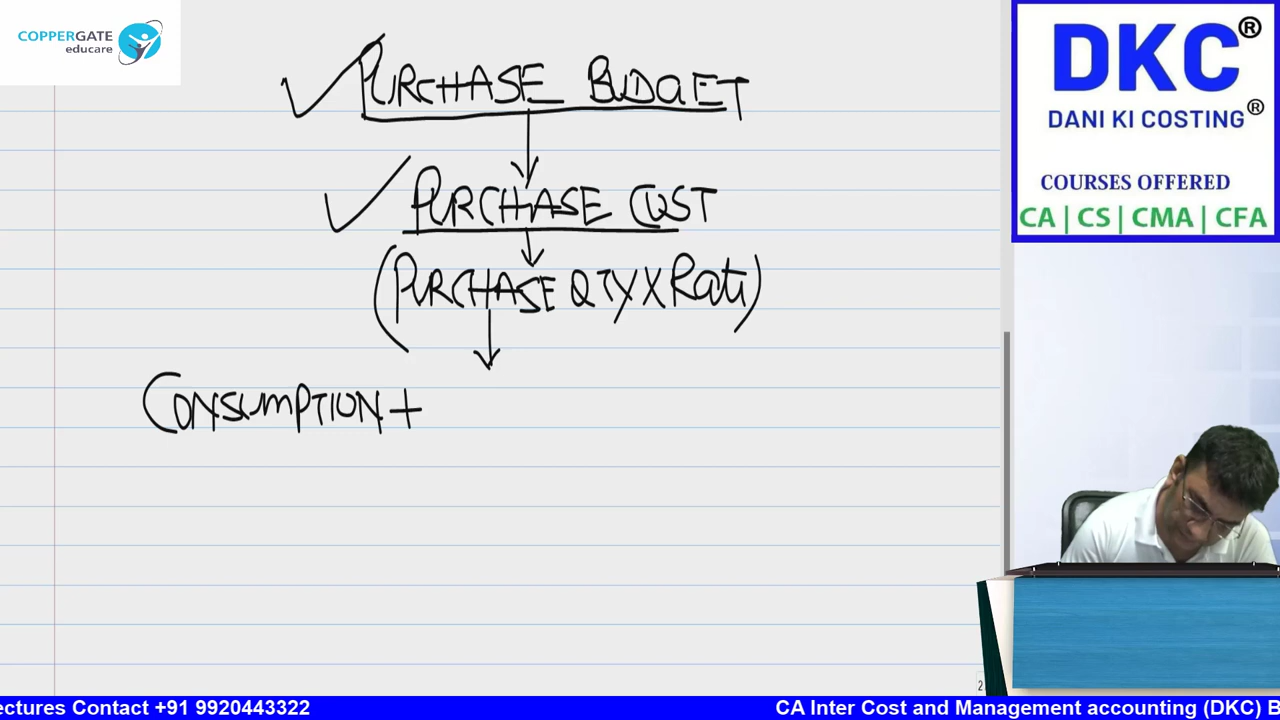 COPPERGATE
educare
PURCHASE BUDGET
PURCHASE COST
(PURCHASE QTY X Rate)
CONSUMPTION +
DKC®
DANI KI COSTING®
COURSES OFFERED
CA | CS | CMA | CFA
2
ectures Contact +91 9920443322 CA Inter Cost and Management accounting (DKC) B